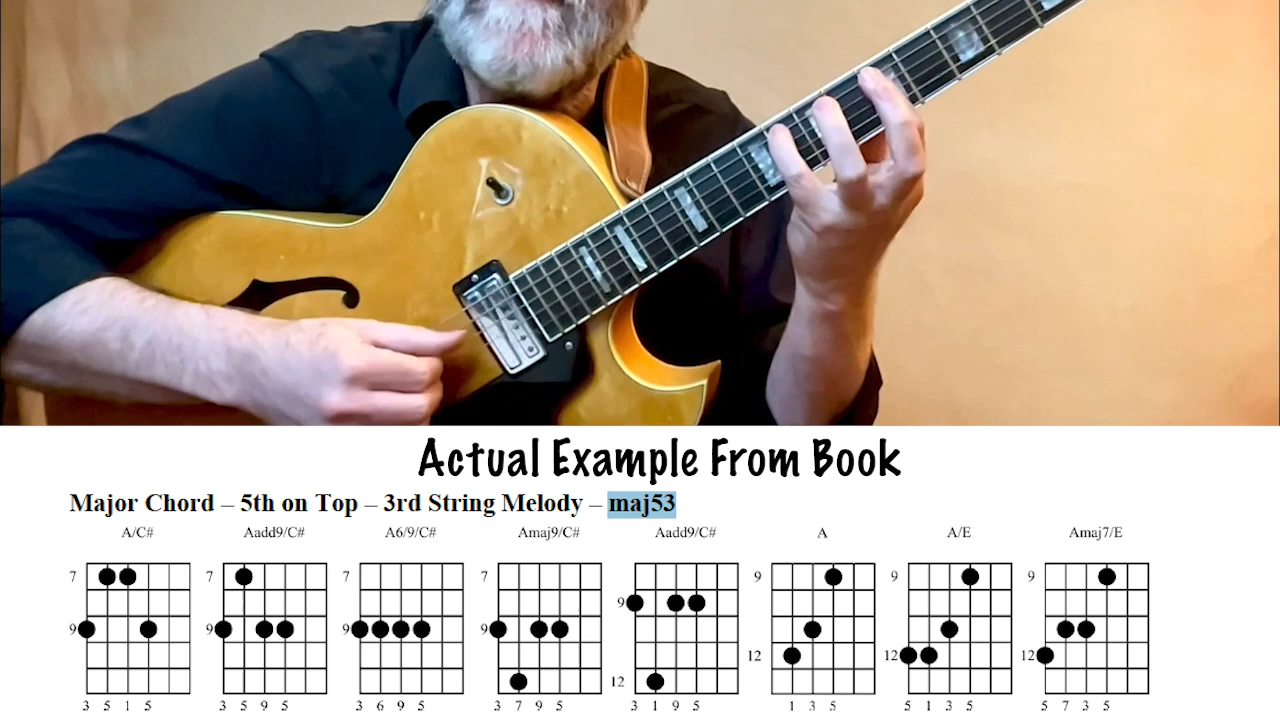 Actual Example From Book
Major Chord – 5th on Top – 3rd String Melody – maj53
A/C# Aadd9/C# A6/9/C# Amaj9/C# Aadd9/C# A A/E Amaj7/E
7 7 7 7 9 9 9
9 9 9 9 9
12 12 12 12
3 5 1 5 3 5 9 5 3 6 9 5 3 7 9 5 3 1 9 5 1 3 5 5 1 3 5 5 7 3 5